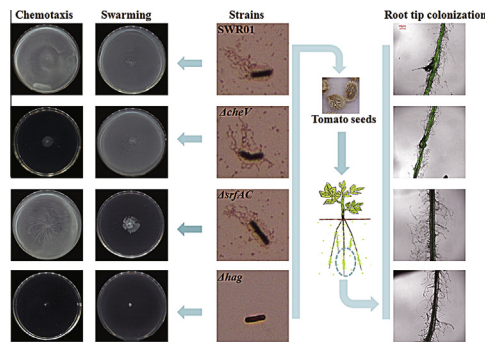 Chemotaxis Swarming Strains Root tip colonization
SWR01
ΔcheV
Tomato seeds
ΔsrfAC
Δhag